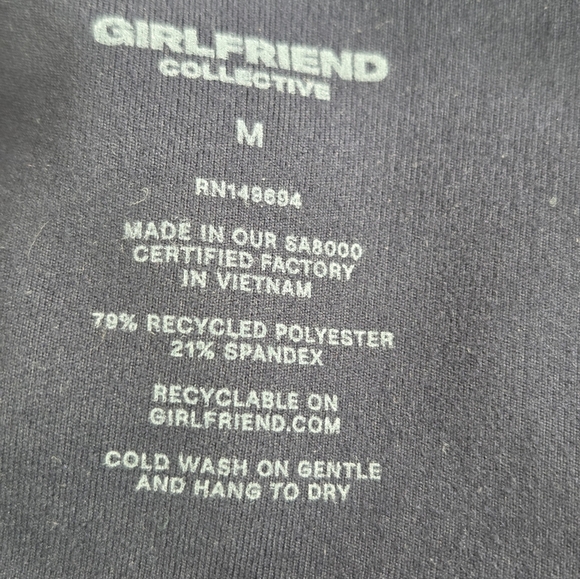 GIRLFRIEND
COLLECTIVE
M
RN149694
MADE IN OUR SA8000
CERTIFIED FACTORY
IN VIETNAM
79% RECYCLED POLYESTER
21% SPANDEX
RECYCLABLE ON
GIRLFRIEND.COM
COLD WASH ON GENTLE
AND HANG TO DRY